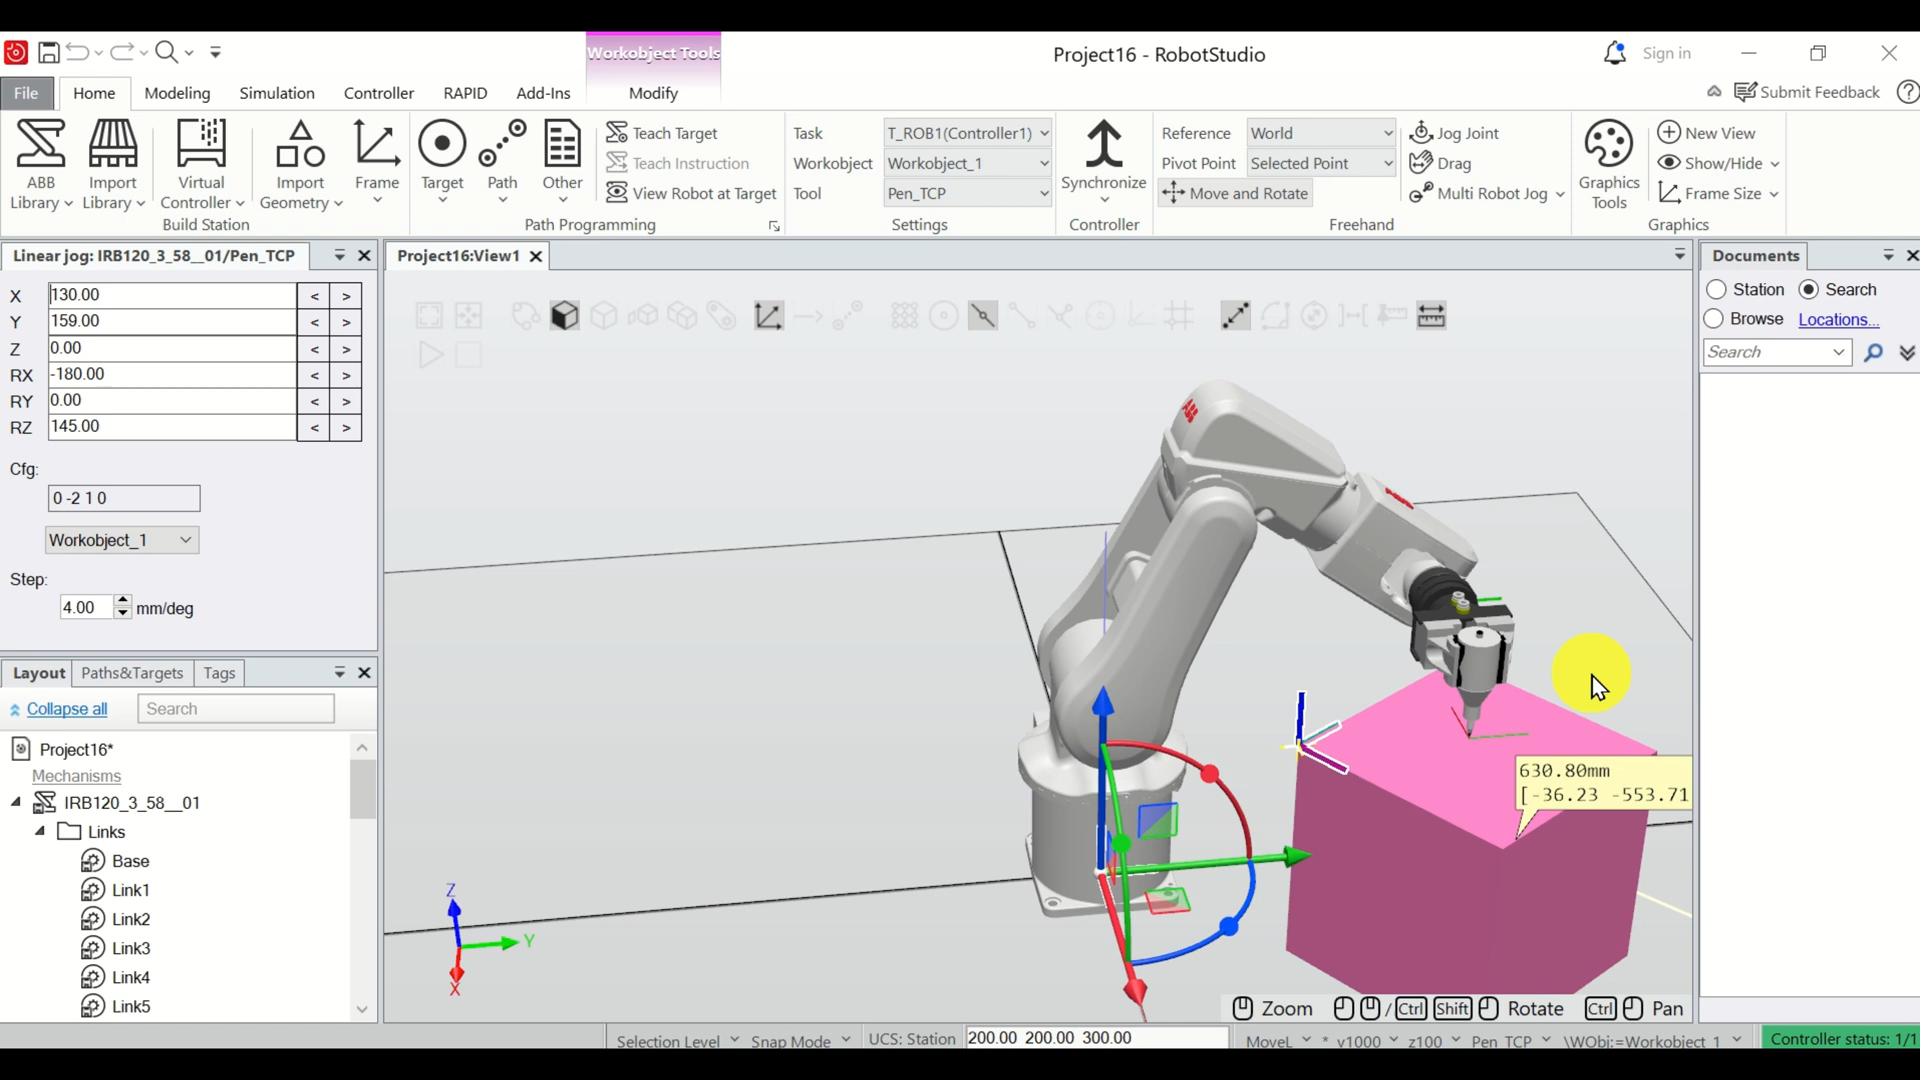 Workobject Tools
Project16 - RobotStudio
Sign in
File Home Modeling Simulation Controller RAPID Add-Ins Modify
Submit Feedback
Teach Target Task T_ROB1(Controller1) Reference World Jog Joint New View
Teach Instruction Workobject Workobject_1 Pivot Point Selected Point Drag Show/Hide
View Robot at Target Tool Pen_TCP Move and Rotate Multi Robot Jog Frame Size
ABB Library
Import Library
Virtual Controller
Import Geometry
Frame
Target
Path
Other
Synchronize
Graphics Tools
Build Station Path Programming Settings Controller Freehand Graphics
Linear jog: IRB120_3_58__01/Pen_TCP
X 130.00 < >
Y 159.00 < >
Z 0.00 < >
RX -180.00 < >
RY 0.00 < >
RZ 145.00 < >
Cfg:
0 -2 1 0
Workobject_1
Step:
4.00 mm/deg
Layout Paths&Targets Tags
Collapse all Search
Project16*
Mechanisms
IRB120_3_58__01
Links
Base
Link1
Link2
Link3
Link4
Link5
Project16:View1
ABB
630.80mm
[-36.23 -553.71
Z
Y
X
Zoom / Ctrl Shift Rotate Ctrl Pan
Documents
Station Search
Browse Locations...
Search
Selection Level Snap Mode UCS: Station 200.00 200.00 300.00 MoveL * v1000 z100 Pen_TCP \WObj:=Workobject_1 Controller status: 1/1